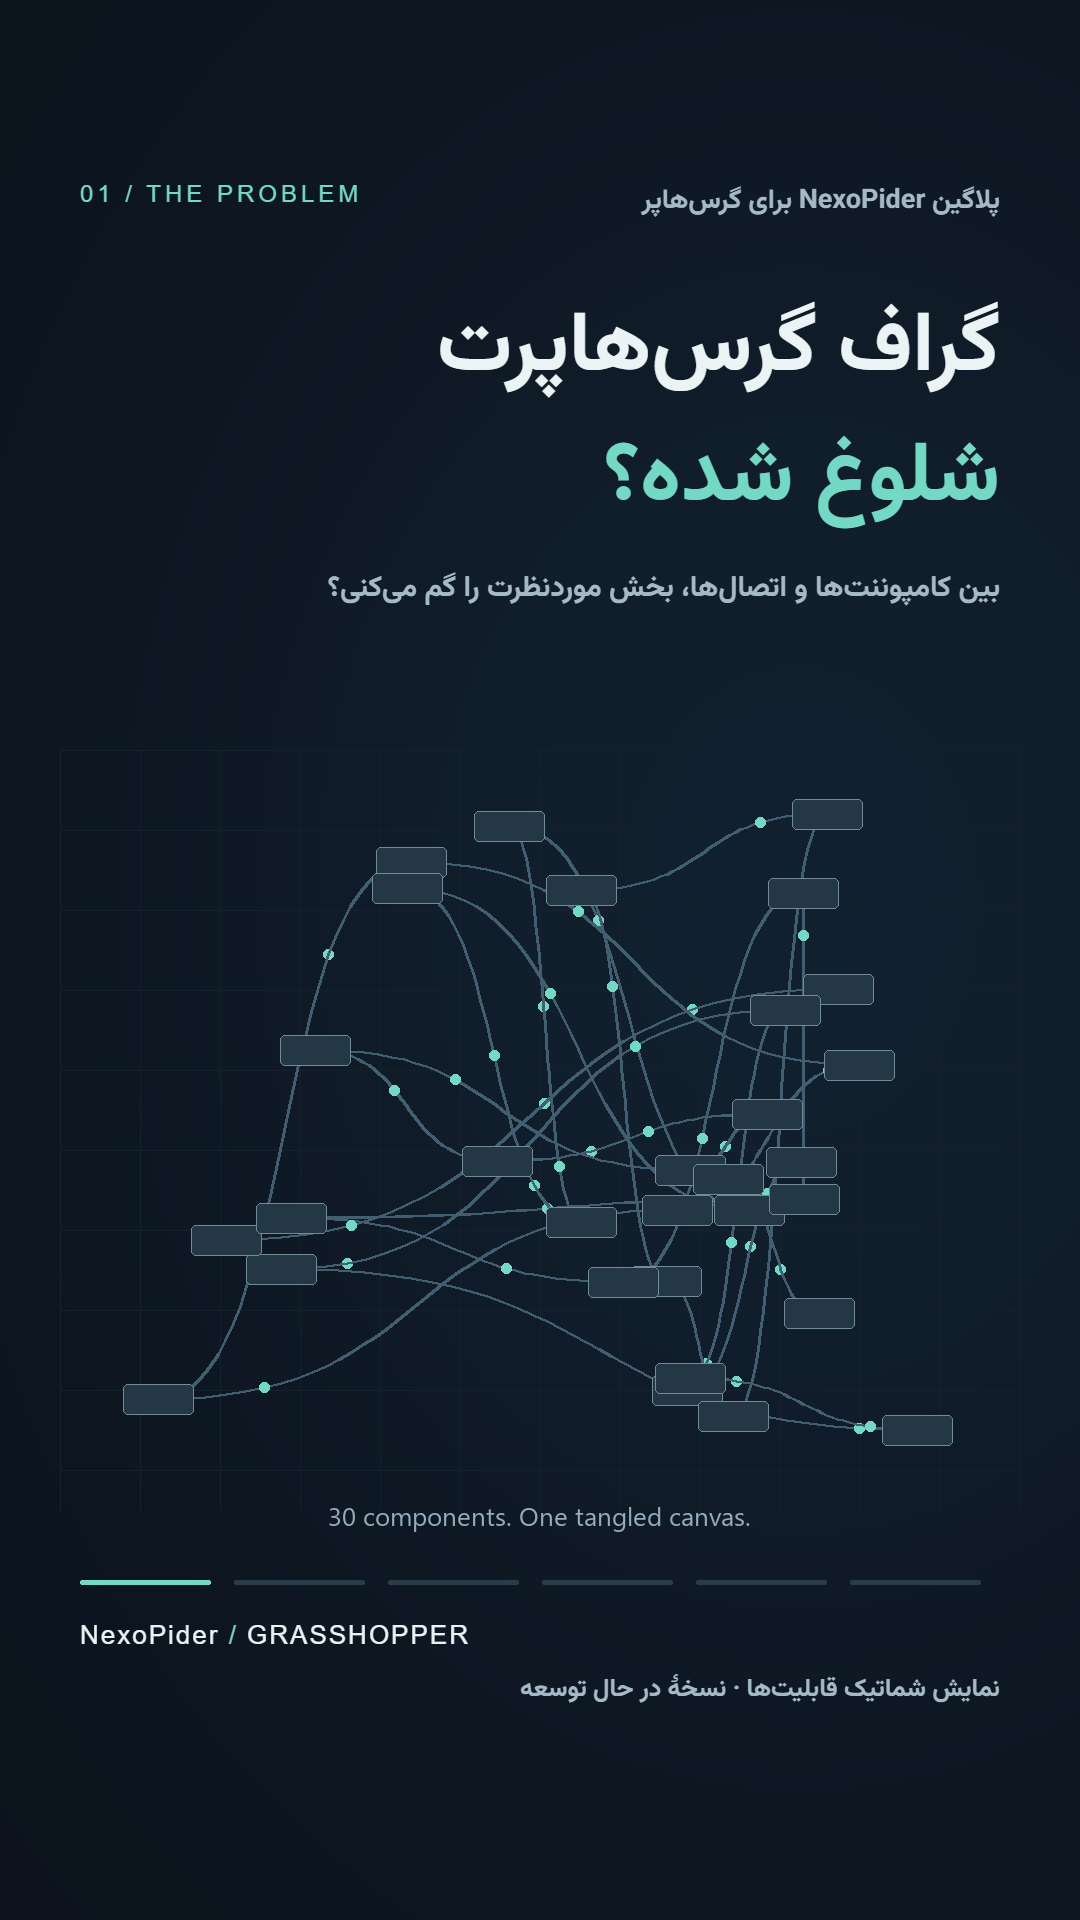 01 / THE PROBLEM
پلاگین NexoPider برای گرس‌هاپر
گراف گرس‌هاپرت
شلوغ شده؟
بین کامپوننت‌ها و اتصال‌ها، بخش موردنظرت را گم می‌کنی؟
30 components. One tangled canvas.
NexoPider / GRASSHOPPER
نمایش شماتیک قابلیت‌ها · نسخهٔ در حال توسعه